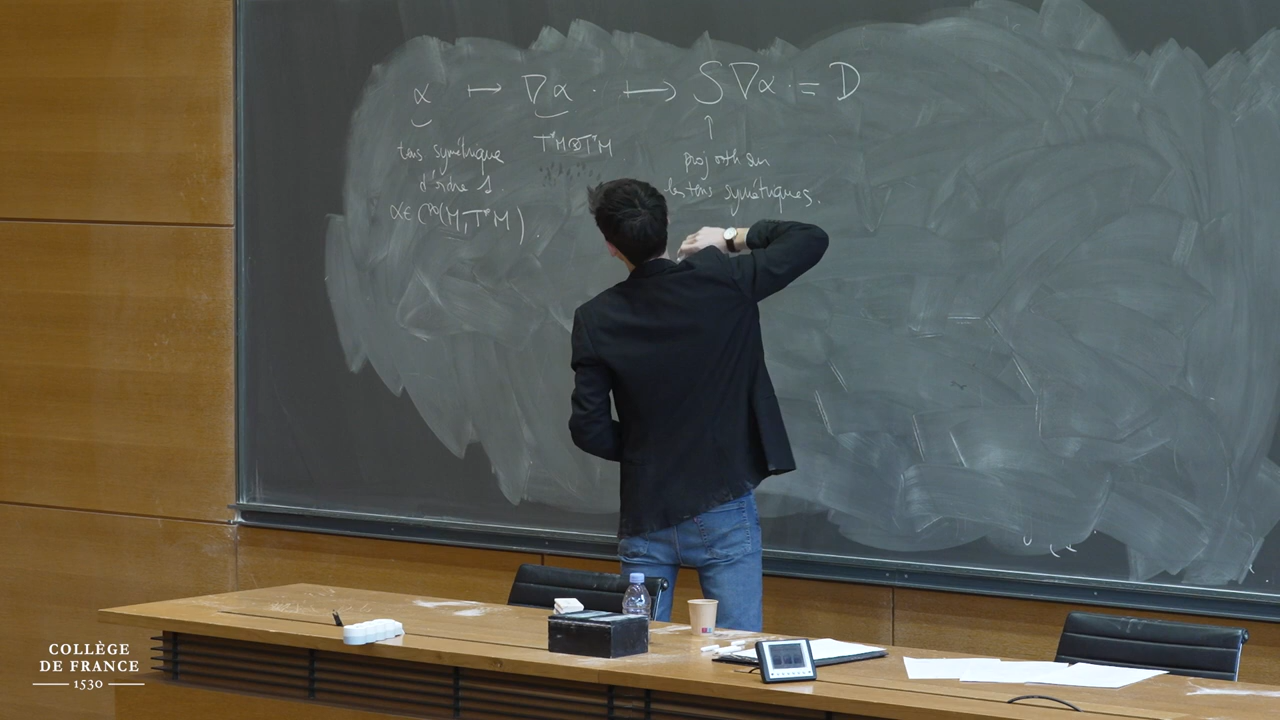 α ⟼ ∇α . ⟼ S∇α . = D
tens symétrique
d'ordre 1.
α ∈ C^∞(M, T*M).
T*M⊗T*M
↑
proj orth sur
les tens symétriques.
COLLÈGE
DE FRANCE
1530